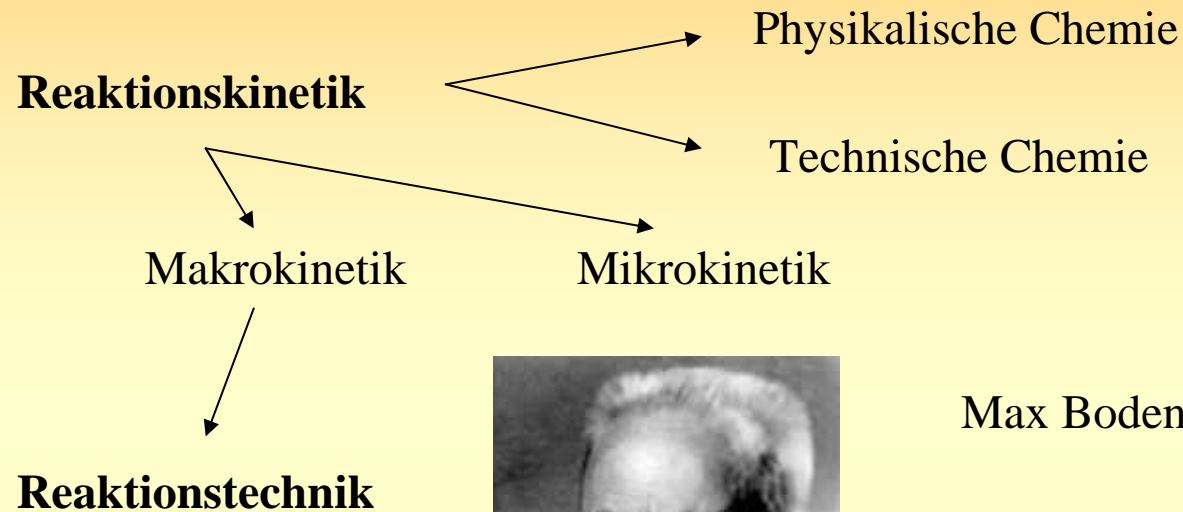 Physikalische Chemie
Reaktionskinetik
Technische Chemie
Makrokinetik Mikrokinetik
Max Boden
Reaktionstechnik